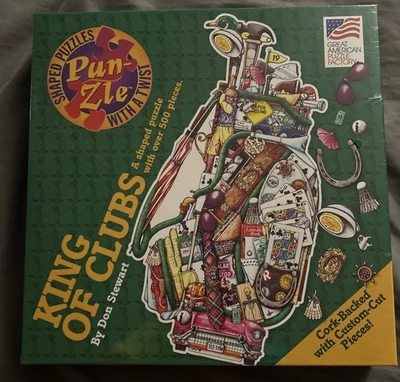 SHAPED PUZZLES
Pun-
Zle
WITH A TWIST
GREAT
AMERICAN
PUZZLE
FACTORY
KING
OF CLUBS
A shaped puzzle
with over 500 pieces.
By Don Stewart
19
Cork-Backed
with Custom-Cut
Pieces!